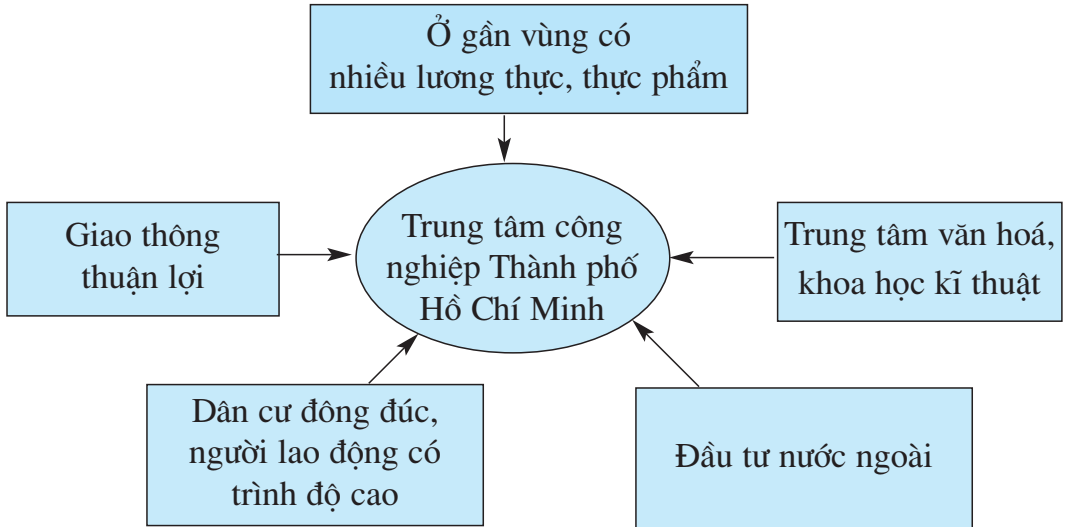 Ở gần vùng có
nhiều lương thực, thực phẩm
Giao thông
thuận lợi
Trung tâm công
nghiệp Thành phố
Hồ Chí Minh
Trung tâm văn hoá,
khoa học kĩ thuật
Dân cư đông đúc,
người lao động có
trình độ cao
Đầu tư nước ngoài